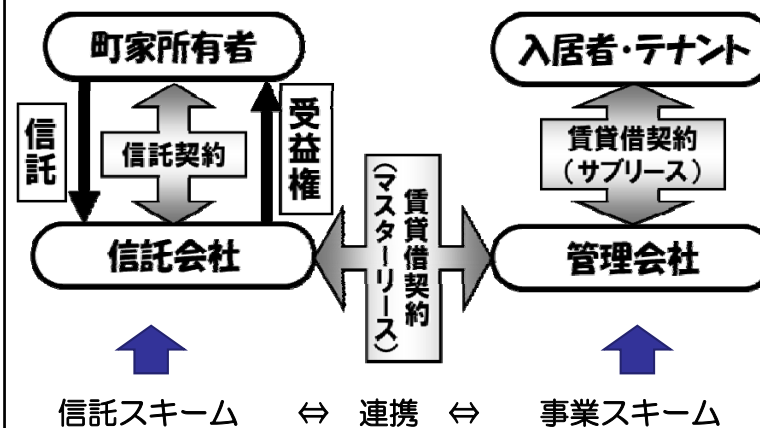 町家所有者
入居者・テナント
信託
信託契約
受益権
賃貸借契約
(マスターリース)
賃貸借契約
(サブリース)
信託会社
管理会社
信託スキーム ⇔ 連携 ⇔ 事業スキーム